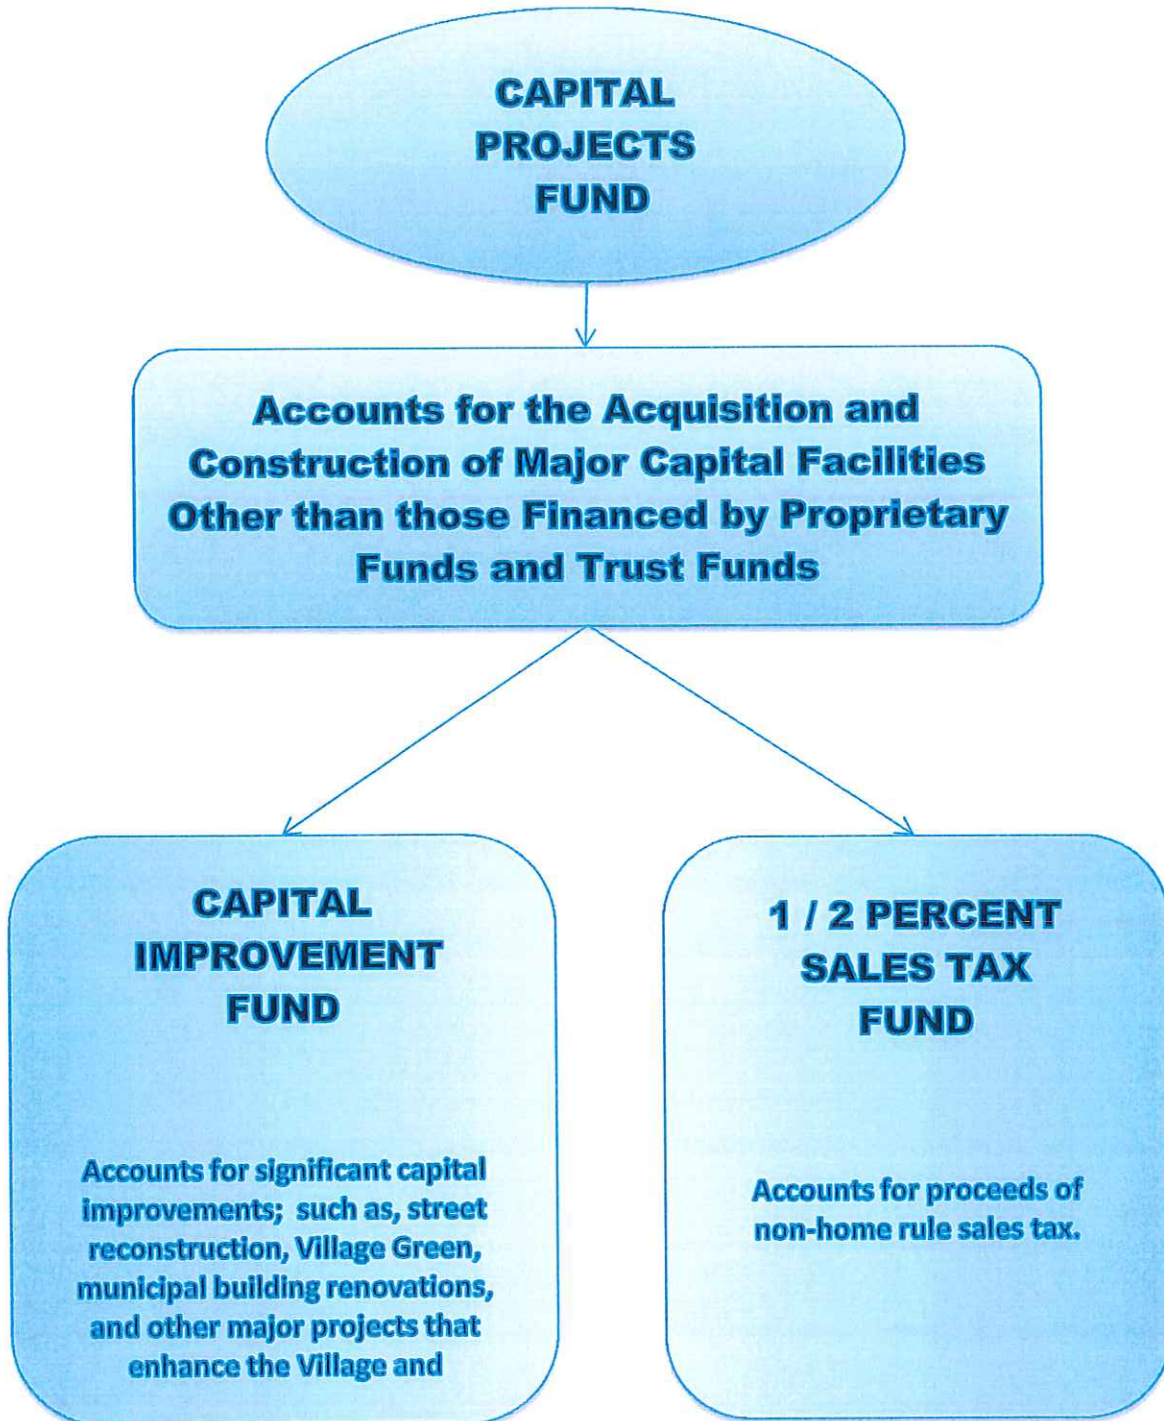 CAPITAL
PROJECTS
FUND
Accounts for the Acquisition and
Construction of Major Capital Facilities
Other than those Financed by Proprietary
Funds and Trust Funds
CAPITAL
IMPROVEMENT
FUND
Accounts for significant capital
improvements; such as, street
reconstruction, Village Green,
municipal building renovations,
and other major projects that
enhance the Village and
1 / 2 PERCENT
SALES TAX
FUND
Accounts for proceeds of
non-home rule sales tax.